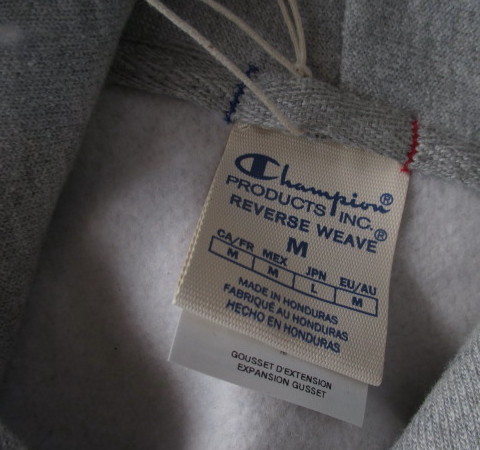 Champion®
PRODUCTS INC.®
REVERSE WEAVE
M
CA/FR MEX JPN EU/AU
M M L M
MADE IN HONDURAS
FABRIQUÉ AU HONDURAS
HECHO EN HONDURAS
GOUSSET D'EXTENSION
EXPANSION GUSSET